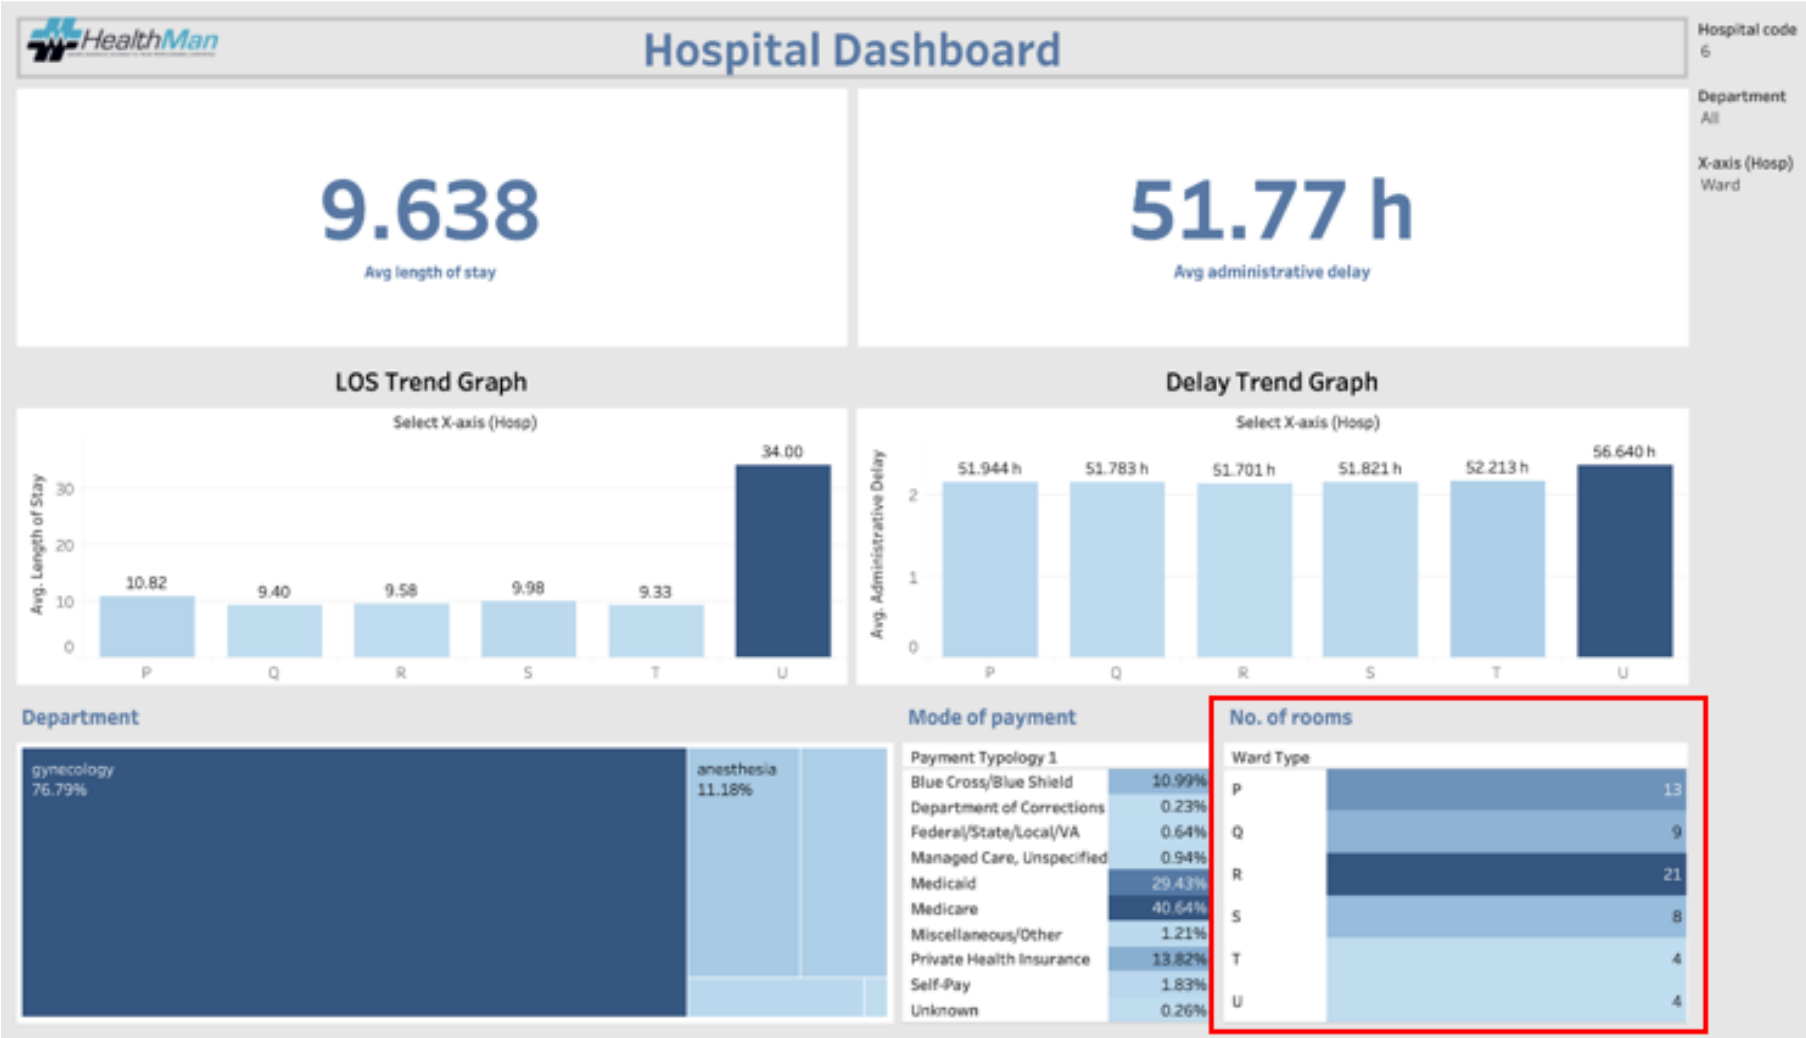 HealthMan
Hospital Dashboard
Hospital code
6
Department
All
X-axis (Hosp)
Ward
9.638
Avg length of stay
51.77 h
Avg administrative delay
LOS Trend Graph
Select X-axis (Hosp)
Avg. Length of Stay
30
20
10
0
10.82
9.40
9.58
9.98
9.33
34.00
P
Q
R
S
T
U
Delay Trend Graph
Select X-axis (Hosp)
Avg. Administrative Delay
2
1
0
51.944 h
51.783 h
51.701 h
51.821 h
52.213 h
56.640 h
P
Q
R
S
T
U
Department
gynecology
76.79%
anesthesia
11.18%
Mode of payment
Payment Typology 1
Blue Cross/Blue Shield 10.99%
Department of Corrections 0.23%
Federal/State/Local/VA 0.64%
Managed Care, Unspecified 0.94%
Medicaid 29.43%
Medicare 40.64%
Miscellaneous/Other 1.21%
Private Health Insurance 13.82%
Self-Pay 1.83%
Unknown 0.26%
No. of rooms
Ward Type
P 13
Q 9
R 21
S 8
T 4
U 4